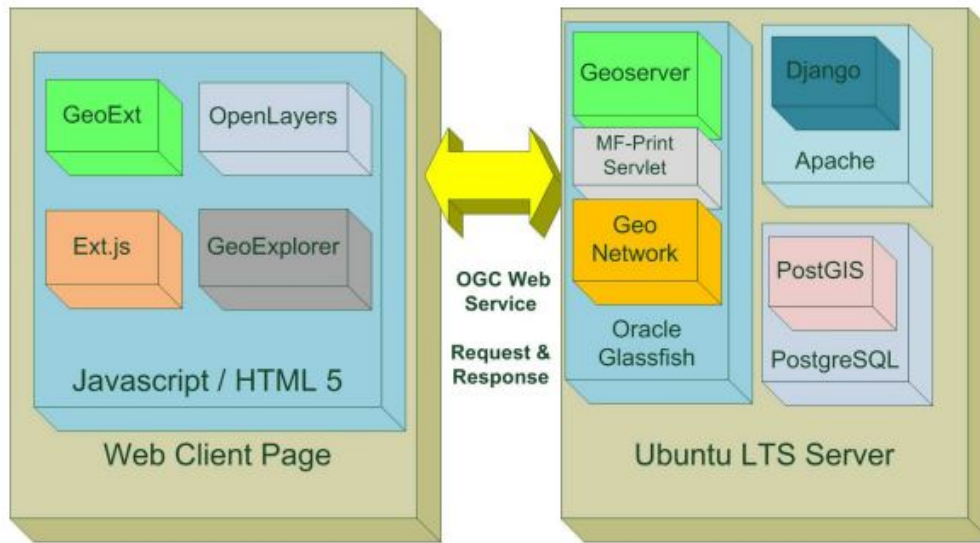 GeoExt
OpenLayers
Ext.js
GeoExplorer
Javascript / HTML 5
Web Client Page
OGC Web
Service
Request &
Response
Geoserver
MF-Print
Servlet
Geo
Network
Oracle
Glassfish
Django
Apache
PostGIS
PostgreSQL
Ubuntu LTS Server